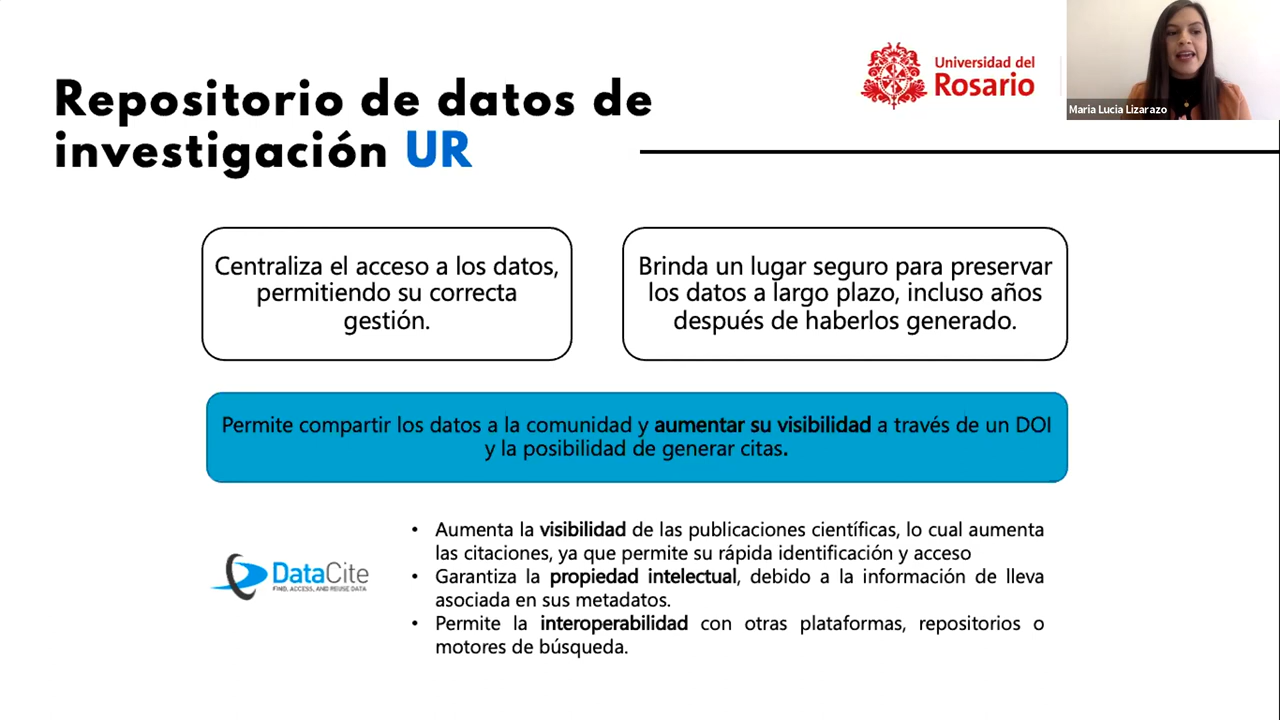 Repositorio de datos de
investigación UR
Universidad del
Rosario
Maria Lucia Lizarazo
Centraliza el acceso a los datos,
permitiendo su correcta
gestión.
Brinda un lugar seguro para preservar
los datos a largo plazo, incluso años
después de haberlos generado.
Permite compartir los datos a la comunidad y aumentar su visibilidad a través de un DOI
y la posibilidad de generar citas.
DataCite
FIND, ACCESS, AND REUSE DATA
• Aumenta la visibilidad de las publicaciones científicas, lo cual aumenta
las citaciones, ya que permite su rápida identificación y acceso
• Garantiza la propiedad intelectual, debido a la información de lleva
asociada en sus metadatos.
• Permite la interoperabilidad con otras plataformas, repositorios o
motores de búsqueda.